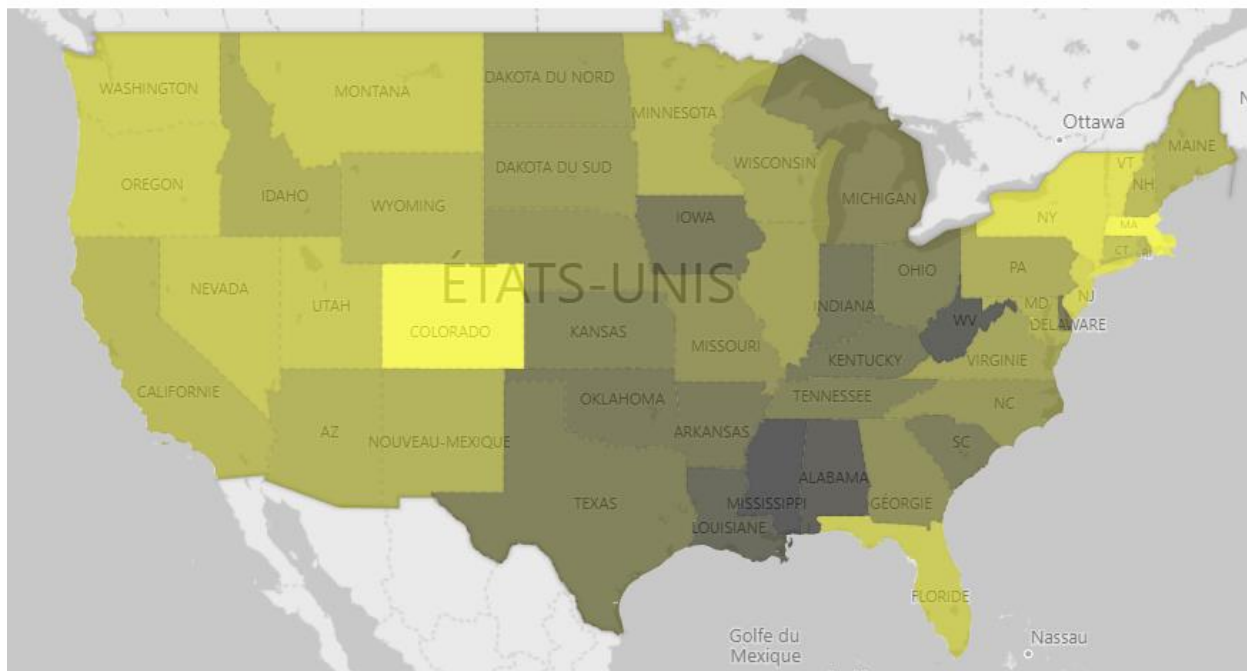 WASHINGTON
MONTANA
DAKOTA DU NORD
MINNESOTA
Ottawa
MAINE
VT
NH
OREGON
IDAHO
DAKOTA DU SUD
WISCONSIN
WYOMING
MICHIGAN
NY
MA
IOWA
CT
NEVADA
UTAH
ÉTATS-UNIS
OHIO
PA
NJ
COLORADO
KANSAS
INDIANA
MD
DELAWARE
WV
MISSOURI
KENTUCKY
VIRGINIE
CALIFORNIE
OKLAHOMA
TENNESSEE
NC
AZ
NOUVEAU-MEXIQUE
ARKANSAS
SC
ALABAMA
TEXAS
MISSISSIPPI
GÉORGIE
LOUISIANE
FLORIDE
Golfe du
Mexique
Nassau